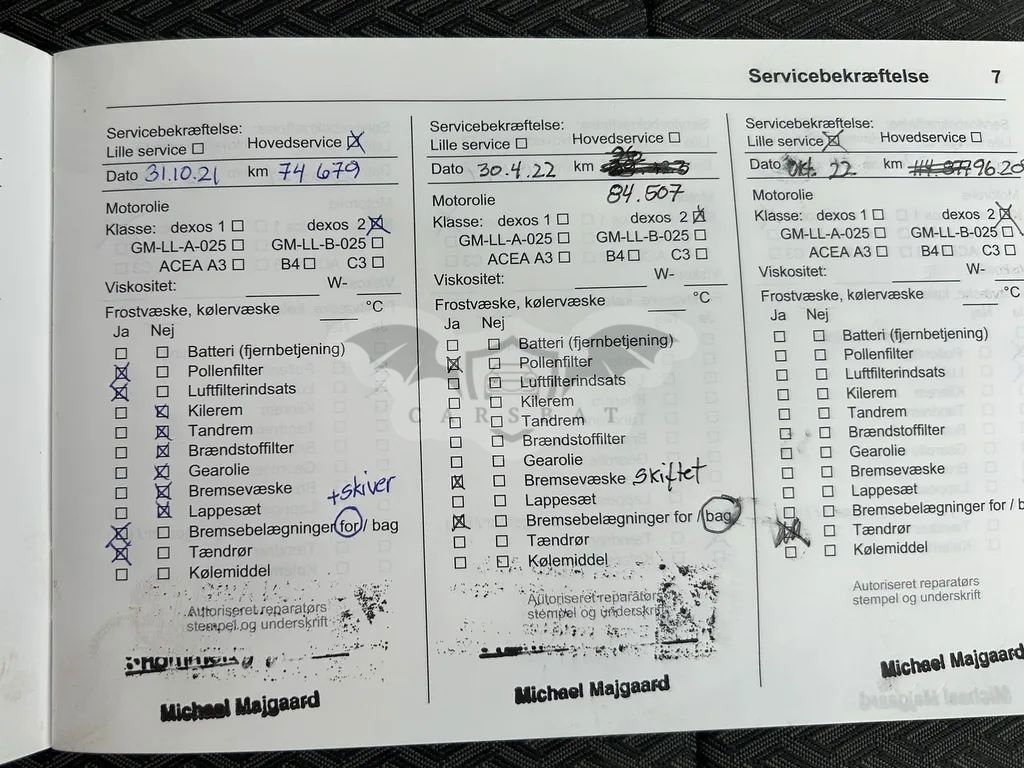 Servicebekræftelse 7
Servicebekræftelse:
Lille service ☐ Hovedservice ☒
Dato 31.10.21 km 74 679
Motorolie
Klasse: dexos 1 ☐ dexos 2 ☒
GM-LL-A-025 ☐ GM-LL-B-025 ☐
ACEA A3 ☐ B4 ☐ C3 ☐
Viskositet: W-
Frostvæske, kølervæske °C
Ja Nej
☐ ☐ Batteri (fjernbetjening)
☒ ☐ Pollenfilter
☒ ☐ Luftfilterindsats
☐ ☒ Kilerem
☐ ☒ Tandrem
☐ ☒ Brændstoffilter
☐ ☒ Gearolie
☐ ☒ Bremsevæske
+skiver
☐ ☒ Lappesæt
☒ ☐ Bremsebelægninger for / bag
☒ ☐ Tændrør
☐ ☐ Kølemiddel
Autoriseret reparatørs
stempel og underskrift
Michael Majgaard
Servicebekræftelse:
Lille service ☐ Hovedservice ☐
Dato 30.4.22 km
84.507
Motorolie
Klasse: dexos 1 ☐ dexos 2 ☒
GM-LL-A-025 ☐ GM-LL-B-025 ☐
ACEA A3 ☐ B4 ☐ C3 ☐
Viskositet: W-
Frostvæske, kølervæske °C
Ja Nej
☐ ☐ Batteri (fjernbetjening)
☒ ☐ Pollenfilter
☐ ☐ Luftfilterindsats
☐ ☐ Kilerem
☐ ☐ Tandrem
☐ ☐ Brændstoffilter
☐ ☐ Gearolie
☒ ☐ Bremsevæske skiftet
☐ ☐ Lappesæt
☒ ☐ Bremsebelægninger for / bag
☐ ☐ Tændrør
☐ ☐ Kølemiddel
Autoriseret reparatørs
stempel og underskrift
Michael Majgaard
Servicebekræftelse:
Lille service ☒ Hovedservice ☐
Dato 22 km 96.20
Motorolie
Klasse: dexos 1 ☐ dexos 2 ☒
GM-LL-A-025 ☐ GM-LL-B-025 ☐
ACEA A3 ☐ B4 ☐ C3 ☐
Viskositet: W-
Frostvæske, kølervæske °C
Ja Nej
☐ ☐ Batteri (fjernbetjening)
☐ ☐ Pollenfilter
☐ ☐ Luftfilterindsats
☐ ☐ Kilerem
☐ ☐ Tandrem
☐ ☐ Brændstoffilter
☐ ☐ Gearolie
☐ ☐ Bremsevæske
☐ ☐ Lappesæt
☐ ☐ Bremsebelægninger for / b
☒ ☐ Tændrør
☐ ☐ Kølemiddel
Autoriseret reparatørs
stempel og underskrift
Michael Majgaard
CARSBAT